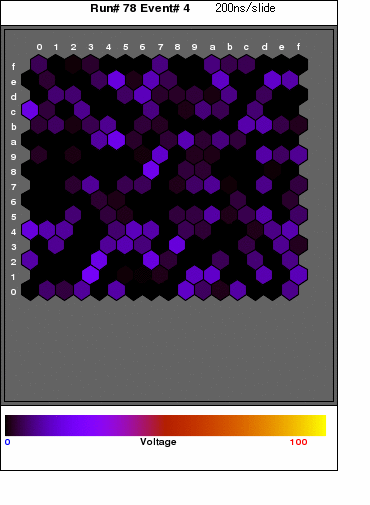 Run# 78 Event# 4 200ns/slide
0 1 2 3 4 5 6 7 8 9 a b c d e f
f
e
d
c
b
a
9
8
7
6
5
4
3
2
1
0
0 Voltage 100